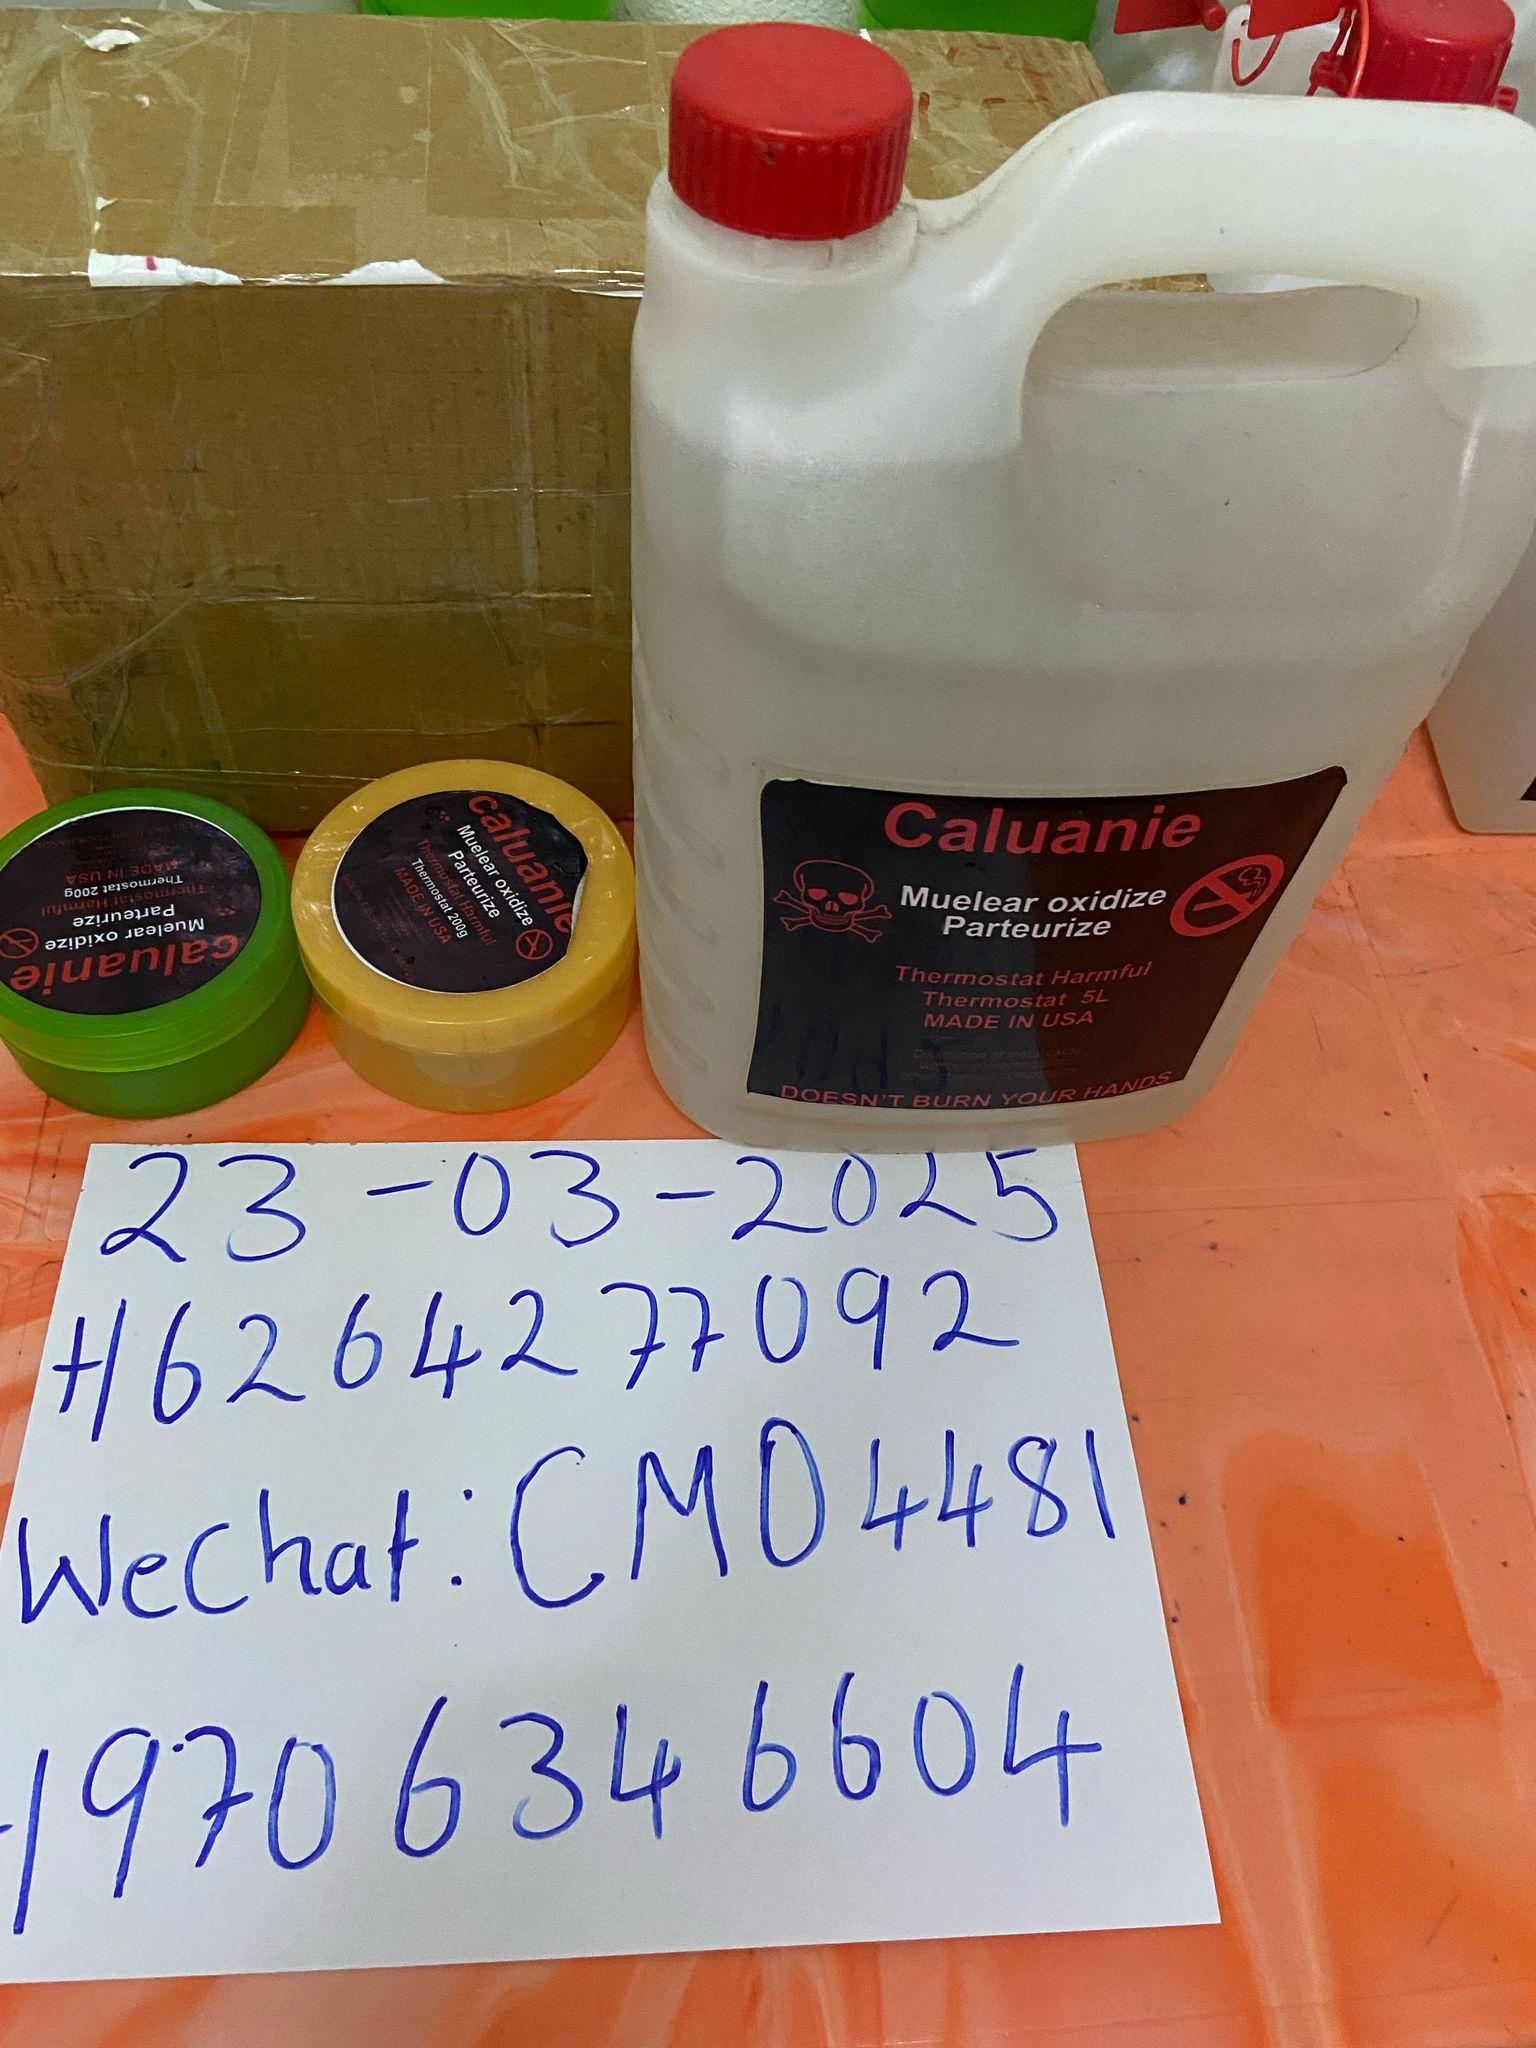 Caluanie
Muelear oxidize
Parteurize
Thermostat Harmful
Thermostat 5L
MADE IN USA
DOESN'T BURN YOUR HANDS
caluanie
Muelear oxidize
Parteurize
Thermostat Harmful
Thermostat 200g
MADE IN USA
caluanie
Muelear oxidize
Parteurize
Thermostat Harmful
Thermostat 200g
MADE IN USA
23-03-2025
+16264277092
WeChat: CMO4481
+19706346604